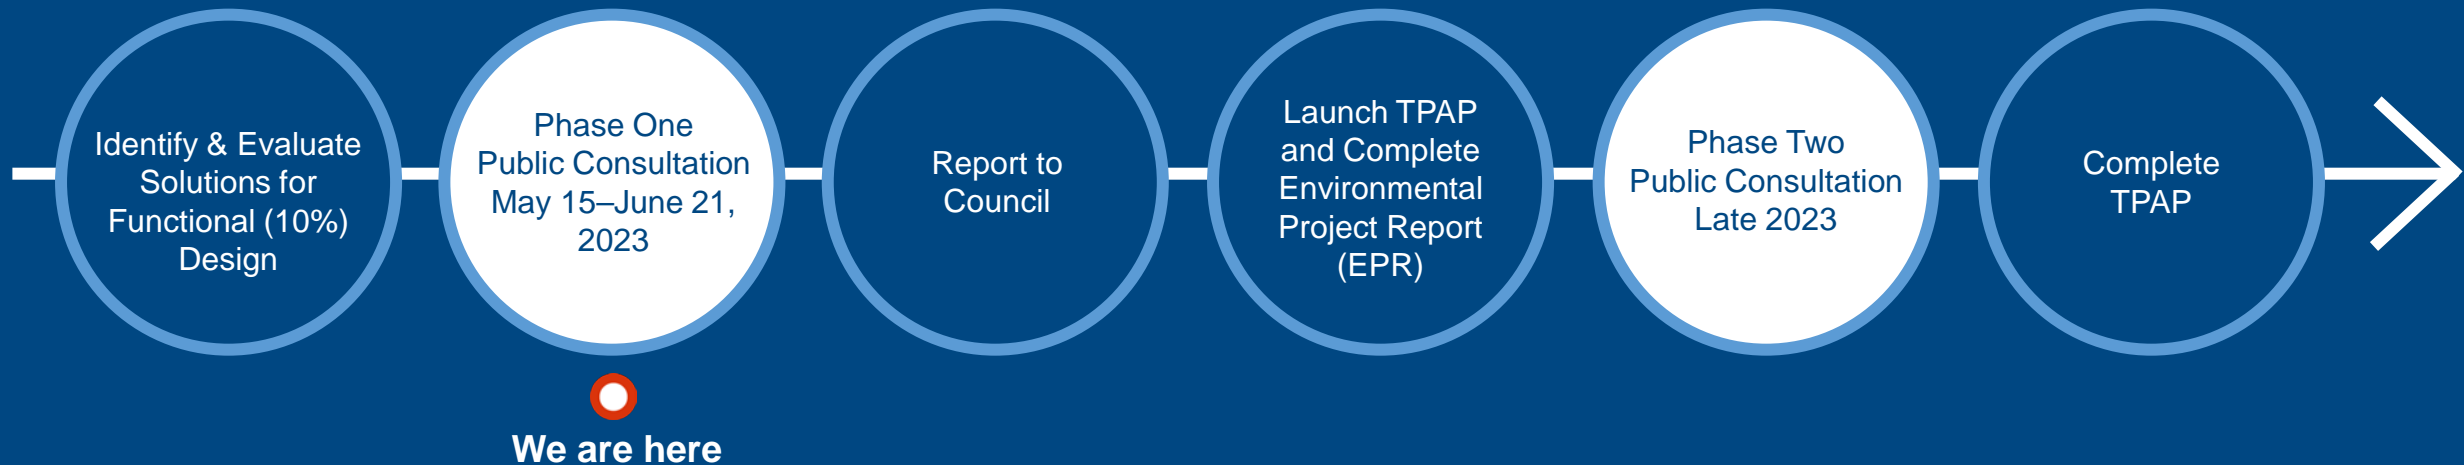 Identify & Evaluate
Solutions for
Functional (10%)
Design
Phase One
Public Consultation
May 15–June 21,
2023
Report to
Council
Launch TPAP
and Complete
Environmental
Project Report
(EPR)
Phase Two
Public Consultation
Late 2023
Complete
TPAP
We are here